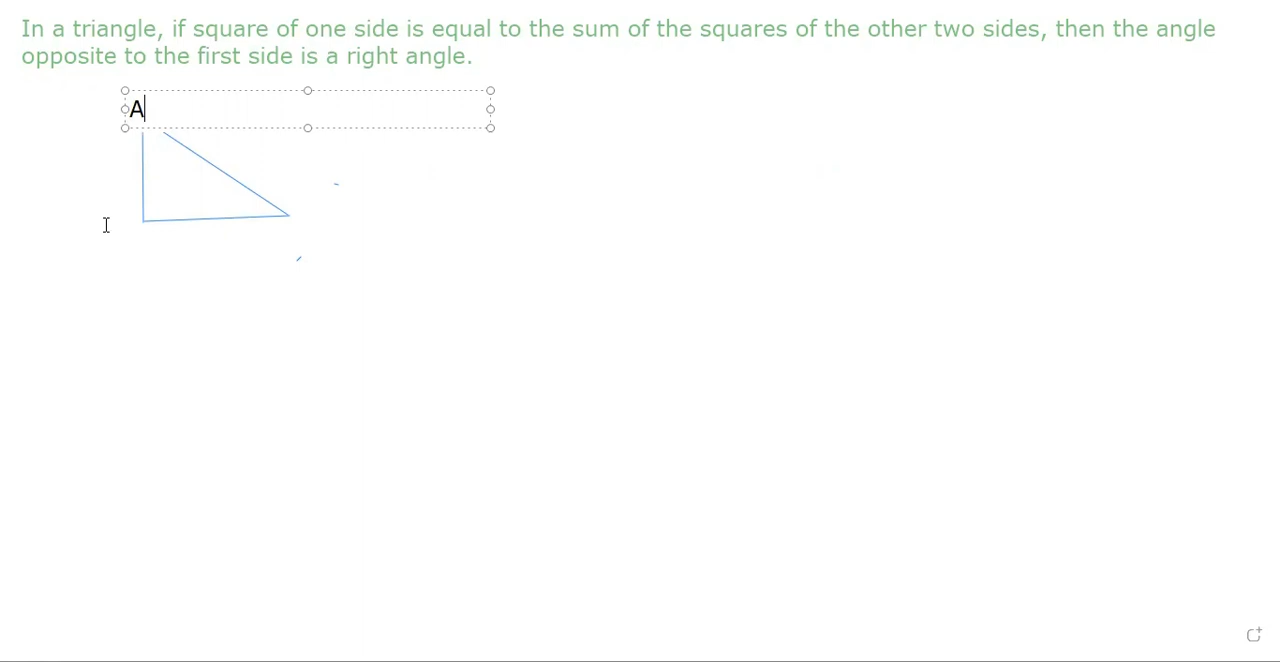 In a triangle, if square of one side is equal to the sum of the squares of the other two sides, then the angle
opposite to the first side is a right angle.
A